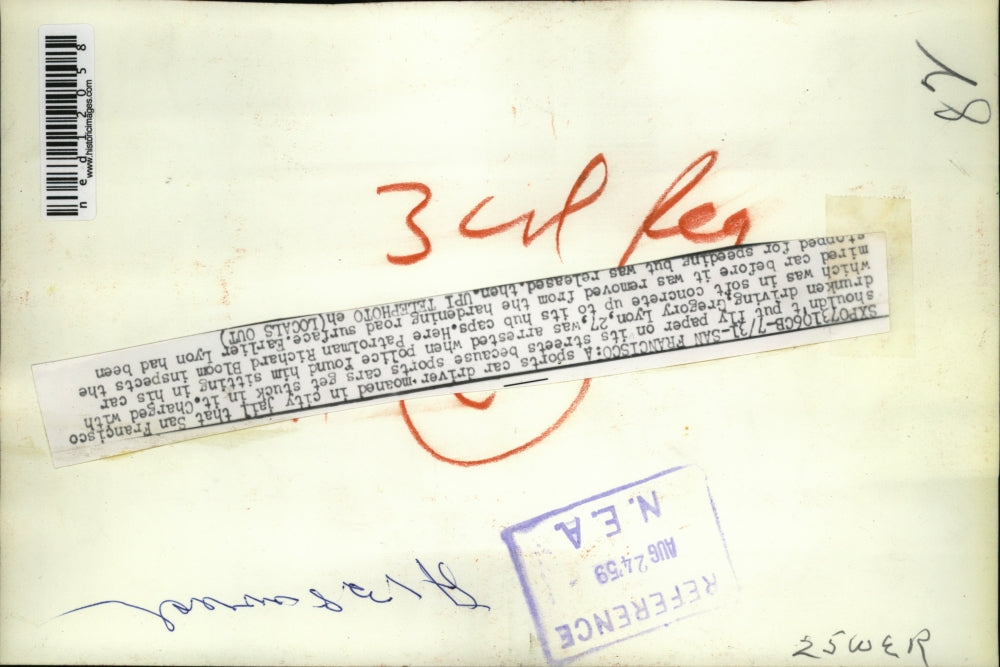 ned12058
www.historicimages.com
3 col reg
SXP073106CB-7/31-SAN FRANCISCO:A sports car driver moaned in city jail that San Francisco
shouldn't put fly paper on its streets because sports cars get stuck in it.Charged with
drunken driving,Gregory Lyon,27,was arrested when police found him sitting in his car
which was in soft concrete up to its hub caps.Here,Patrolman Richard Bloom inspects the
mired car before it was removed from the hardening road surface.Earlier Lyon had been
stopped for speeding but was released.then. UPI TELEPHOTO eh(LOCALS OUT)
REFERENCE
AUG 24 59
N. E. A
25WER